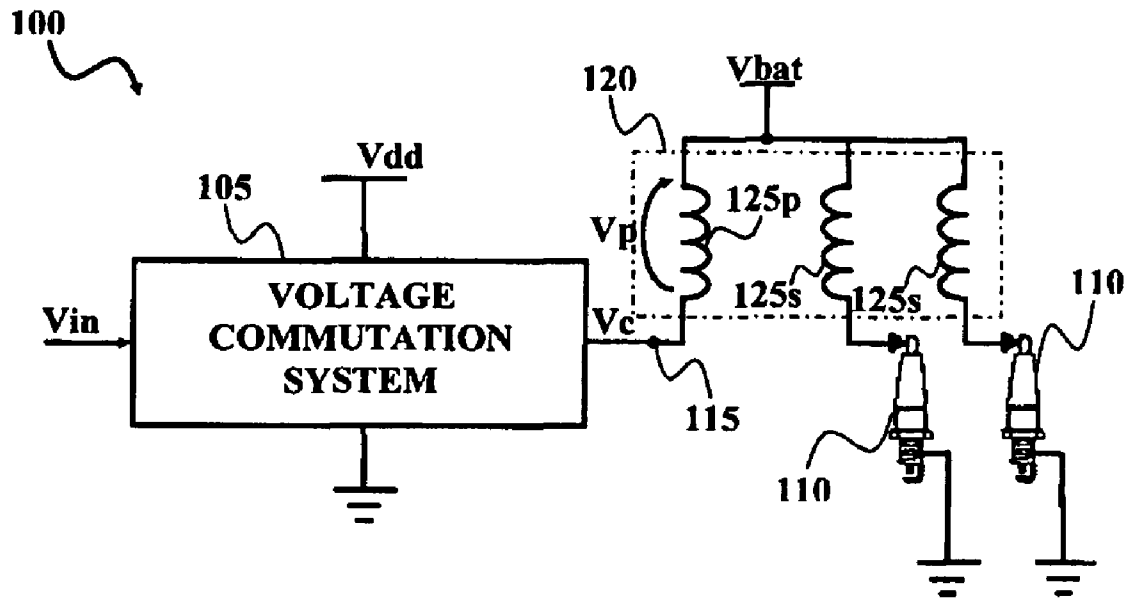 100
120
Vbat
Vdd
105
Vp
125p
VOLTAGE
COMMUTATION
SYSTEM
Vin
Vc
125s
125s
110
115
110